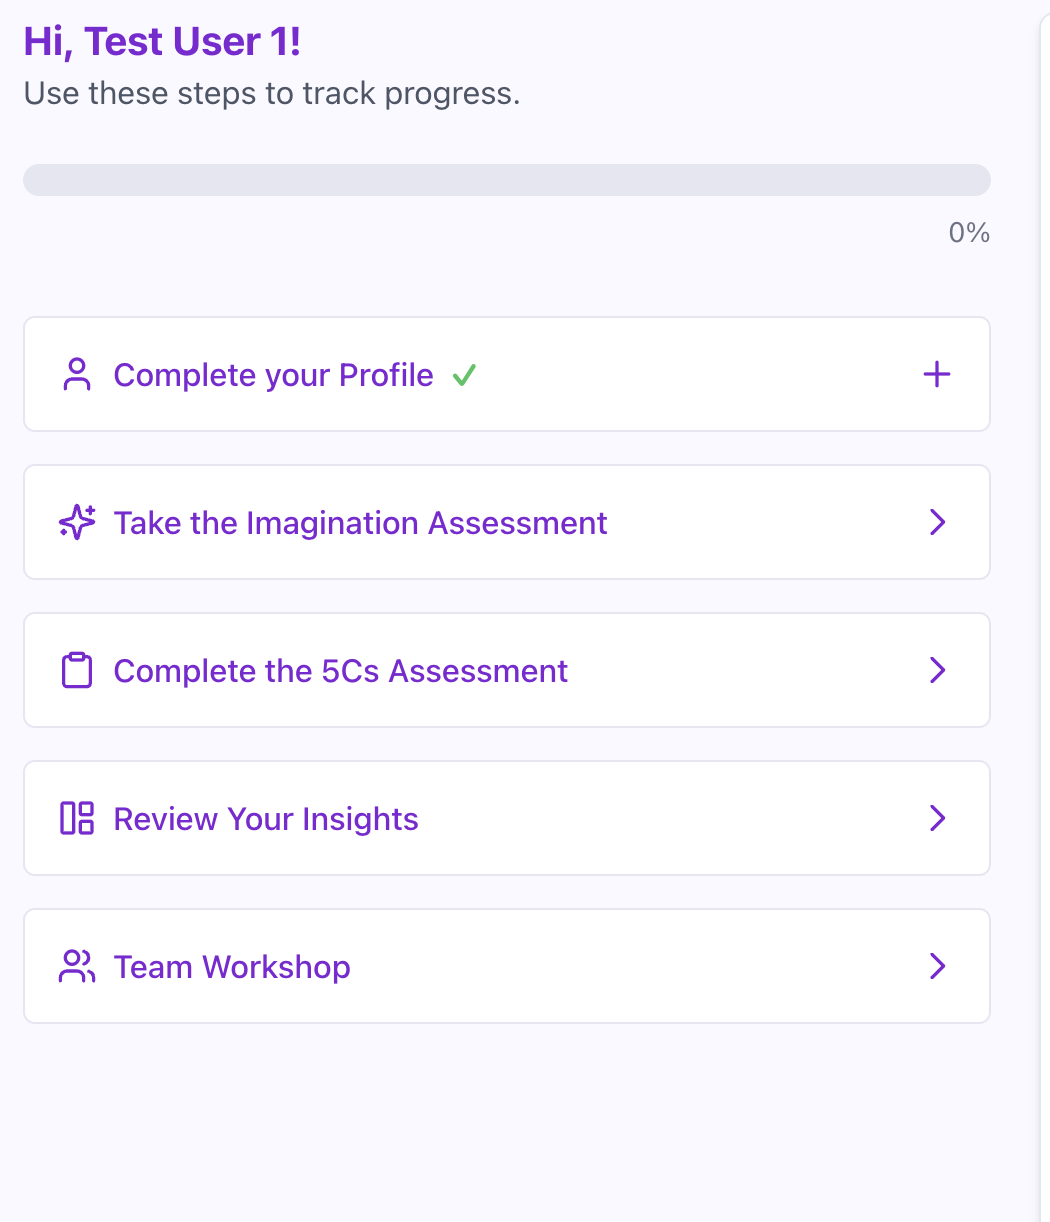 Hi, Test User 1!
Use these steps to track progress.
0%
Complete your Profile ✓
Take the Imagination Assessment
Complete the 5Cs Assessment
Review Your Insights
Team Workshop